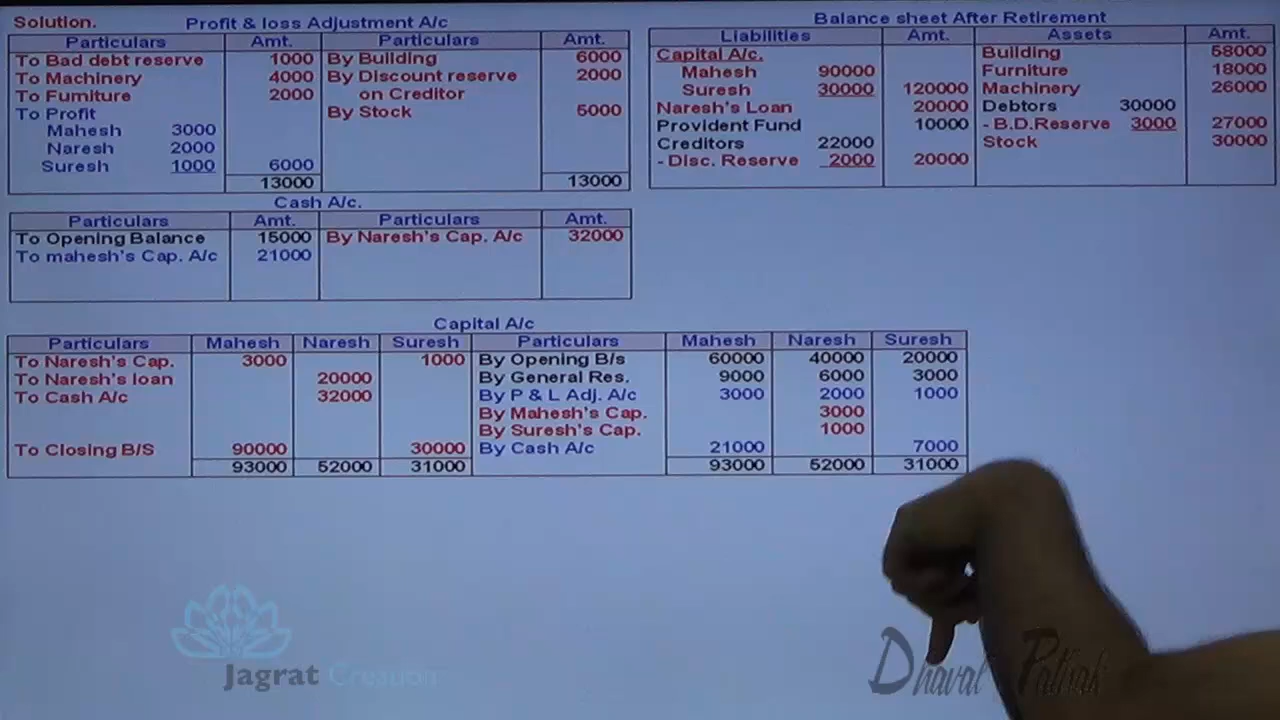 Solution. Profit & loss Adjustment A/c
Particulars Amt. Particulars Amt.
To Bad debt reserve 1000 By Building 6000
To Machinery 4000 By Discount reserve 2000
To Furniture 2000 on Creditor
To Profit By Stock 5000
Mahesh 3000
Naresh 2000
Suresh 1000 6000
13000 13000
Balance sheet After Retirement
Liabilities Amt. Assets Amt.
Capital A/c. Building 58000
Mahesh 90000 Furniture 18000
Suresh 30000 120000 Machinery 26000
Naresh's Loan 20000 Debtors 30000
Provident Fund 10000 - B.D.Reserve 3000 27000
Creditors 22000 Stock 30000
- Disc. Reserve 2000 20000
Cash A/c.
Particulars Amt. Particulars Amt.
To Opening Balance 15000 By Naresh's Cap. A/c 32000
To mahesh's Cap. A/c 21000
Capital A/c
Particulars Mahesh Naresh Suresh Particulars Mahesh Naresh Suresh
To Naresh's Cap. 3000 1000 By Opening B/s 60000 40000 20000
To Naresh's loan 20000 By General Res. 9000 6000 3000
To Cash A/c 32000 By P & L Adj. A/c 3000 2000 1000
By Mahesh's Cap. 3000
By Suresh's Cap. 1000
To Closing B/S 90000 30000 By Cash A/c 21000 7000
93000 52000 31000 93000 52000 31000
Jagrat Creation
Dhaval Pathak